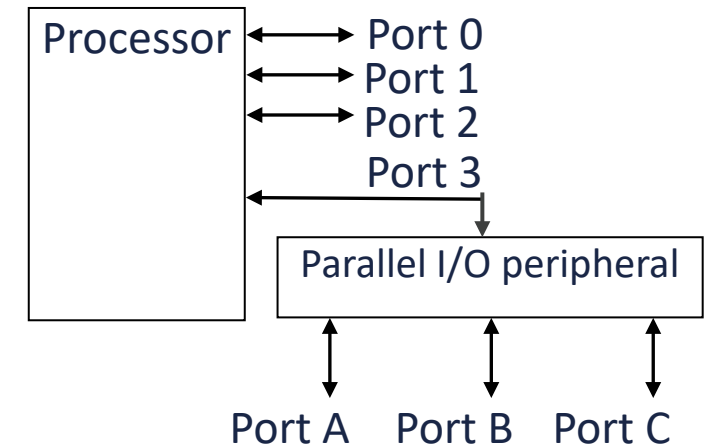 Processor
Port 0
Port 1
Port 2
Port 3
Parallel I/O peripheral
Port A Port B Port C